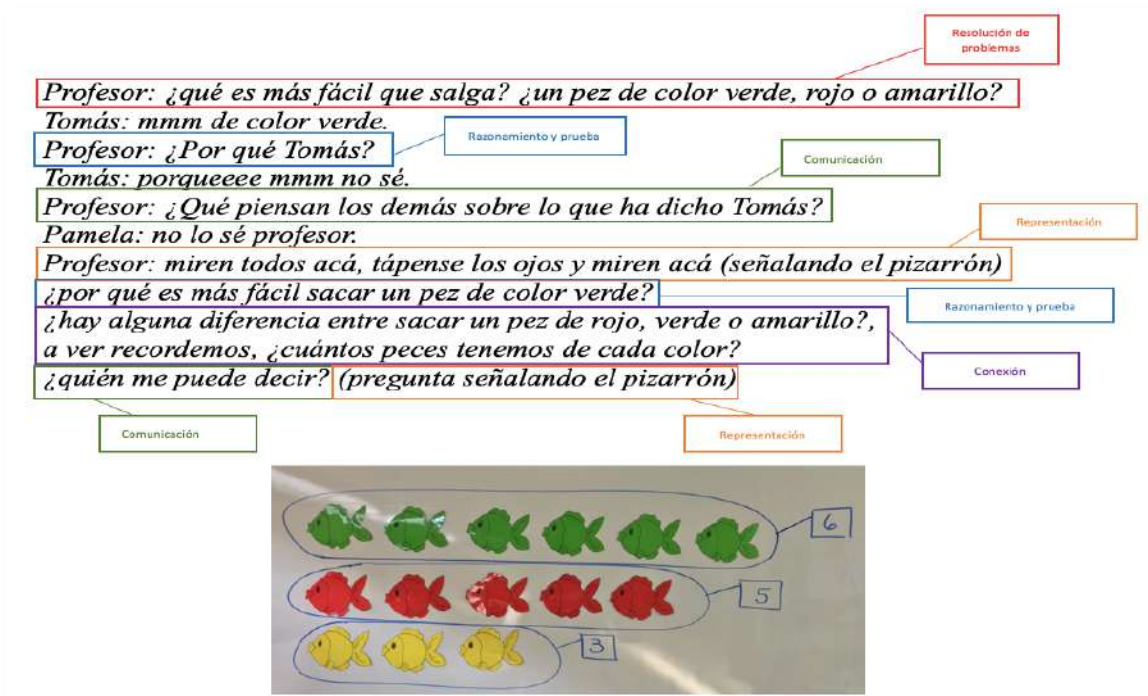 Resolución de
problemas
Profesor: ¿qué es más fácil que salga? ¿un pez de color verde, rojo o amarillo?
Tomás: mmm de color verde.
Razonamiento y prueba
Profesor: ¿Por qué Tomás?
Comunicación
Tomás: porqueeee mmm no sé.
Profesor: ¿Qué piensan los demás sobre lo que ha dicho Tomás?
Representación
Pamela: no lo sé profesor.
Profesor: miren todos acá, tápense los ojos y miren acá (señalando el pizarrón)
¿por qué es más fácil sacar un pez de color verde?
Razonamiento y prueba
¿hay alguna diferencia entre sacar un pez de rojo, verde o amarillo?,
a ver recordemos, ¿cuántos peces tenemos de cada color?
Conexión
¿quién me puede decir? (pregunta señalando el pizarrón)
Comunicación
Representación
6
5
3